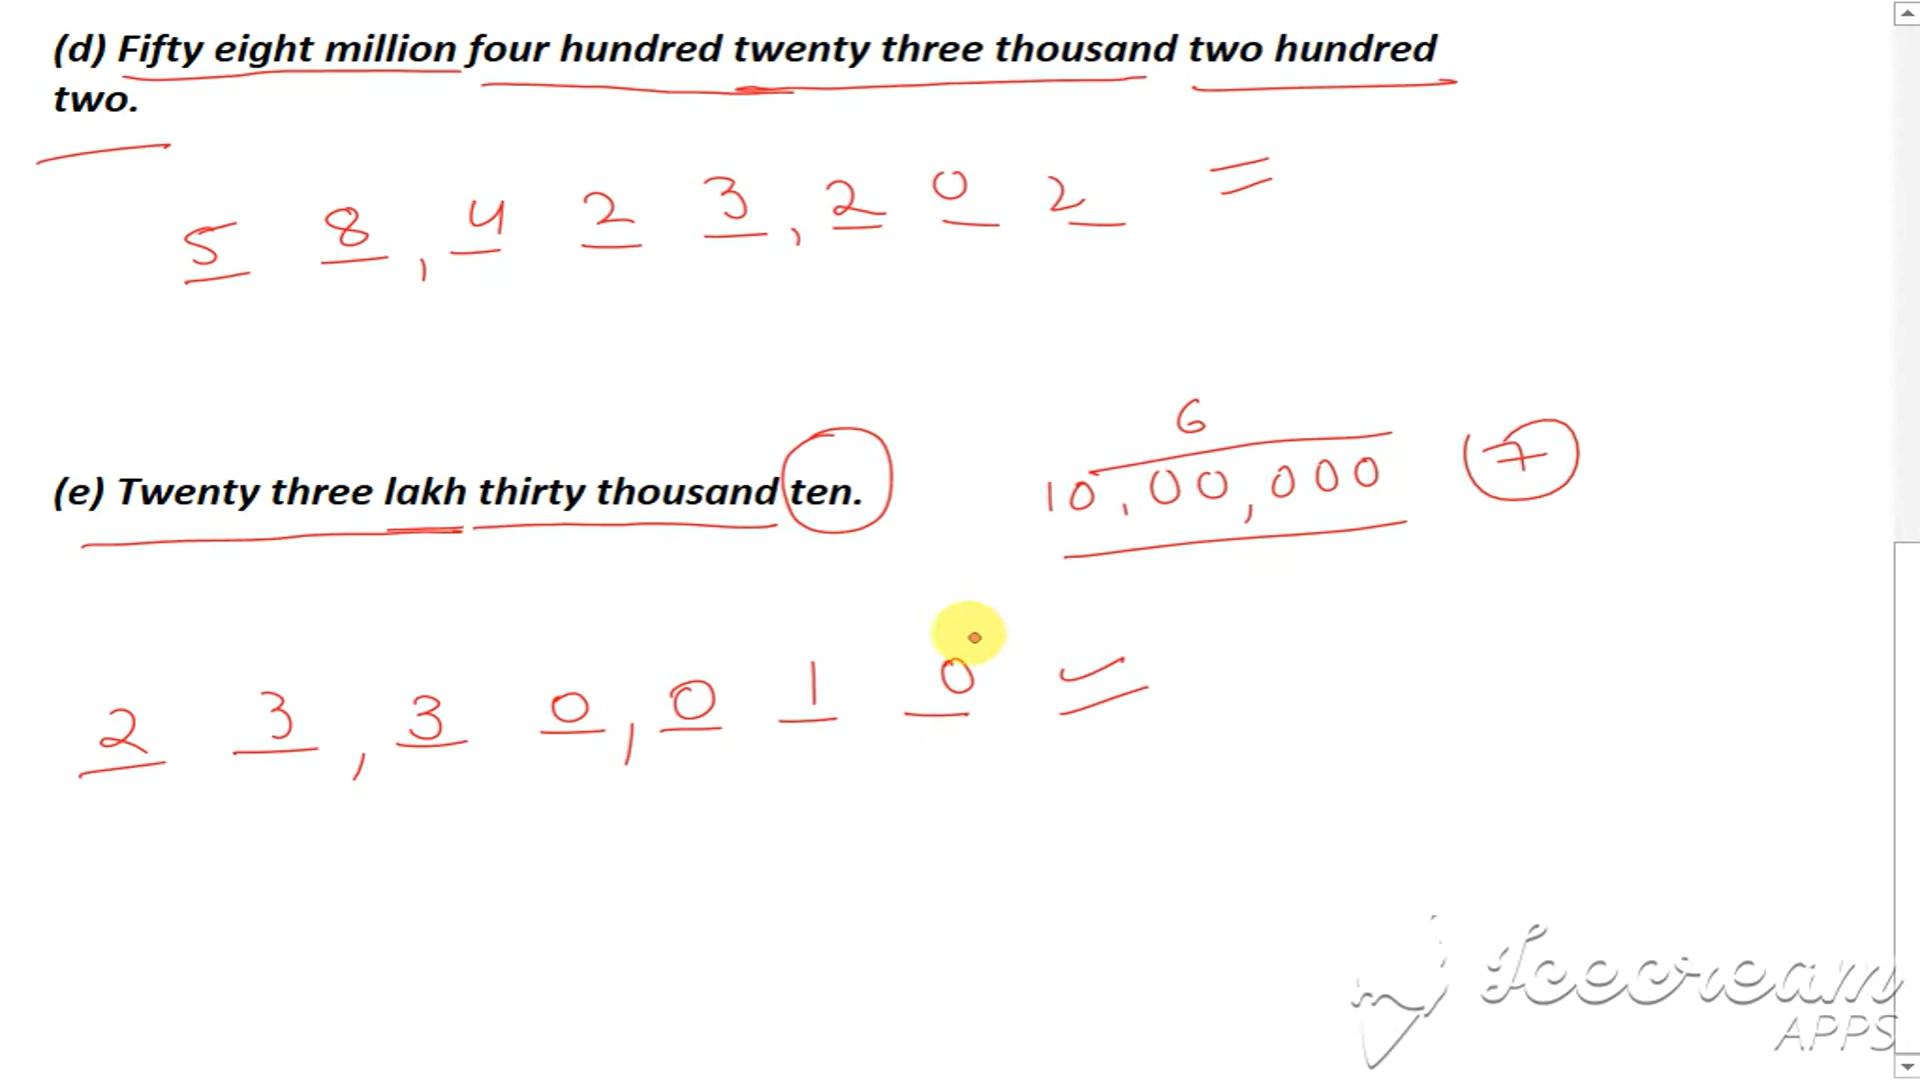 (d) Fifty eight million four hundred twenty three thousand two hundred
two.
5 8, 4 2 3, 2 0 2 =
6
(e) Twenty three lakh thirty thousand ten.
10,00,000 7
2 3, 3 0, 0 1 0
Icecream
APPS